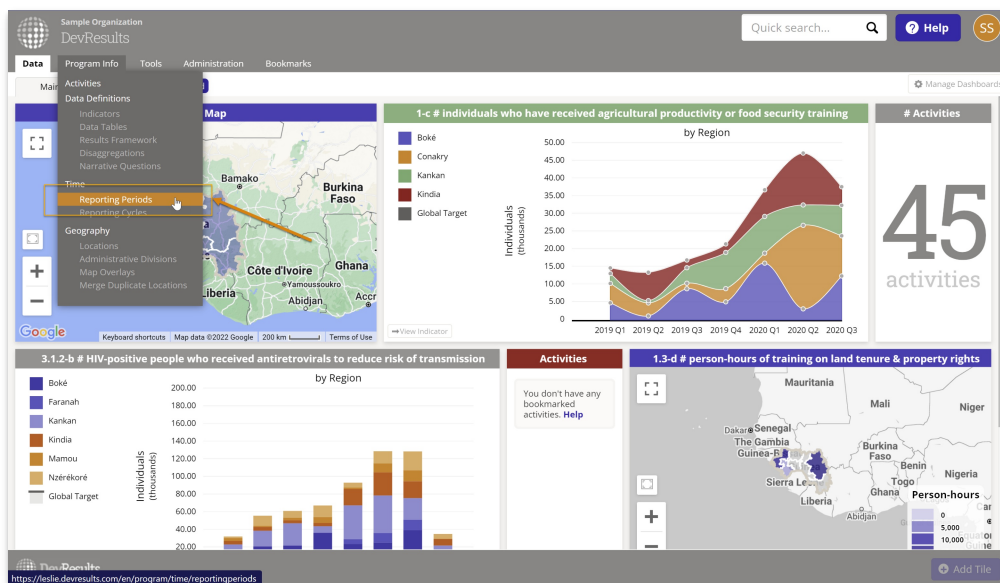 Sample Organization
DevResults
Quick search...
Help
SS
Data
Program Info
Tools
Administration
Bookmarks
Manage Dashboards
Activities
Data Definitions
Indicators
Data Tables
Results Framework
Disaggregations
Narrative Questions
Time
Reporting Periods
Reporting Cycles
Geography
Locations
Administrative Divisions
Map Overlays
Merge Duplicate Locations
Map
Bamako
Burkina
Faso
Côte d'Ivoire
Yamoussoukro
Ghana
Liberia
Abidjan
Accr
Google
Keyboard shortcuts
Map data ©2022 Google
200 km
Terms of Use
1-c # individuals who have received agricultural productivity or food security training
by Region
Boké
Conakry
Kankan
Kindia
Global Target
Individuals
(thousands)
50.00
45.00
40.00
35.00
30.00
25.00
20.00
15.00
10.00
5.00
0
2019 Q1 2019 Q2 2019 Q3 2019 Q4 2020 Q1 2020 Q2 2020 Q3
View Indicator
# Activities
45
activities
3.1.2-b # HIV-positive people who received antiretrovirals to reduce risk of transmission
by Region
Boké
Faranah
Kankan
Kindia
Mamou
Nzérékoré
Global Target
Individuals
(thousands)
200.00
180.00
160.00
140.00
120.00
100.00
80.00
60.00
40.00
20.00
Activities
You don't have any
bookmarked
activities. Help
1.3-d # person-hours of training on land tenure & property rights
Mauritania
Mali
Niger
Dakar
Senegal
The Gambia
Guinea-B
Burkina
Faso
Benin
Togo
Nigeria
Sierra Le
Ghana
Liberia
Abidjan
Person-hours
0
5,000
10,000
DevResults
Add Tile
https://leslie.devresults.com/en/program/time/reportingperiods